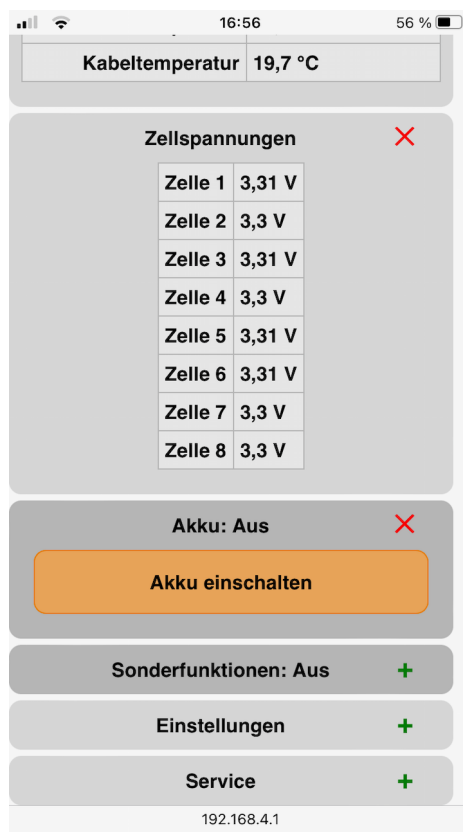 16:56
56 %
Kabeltemperatur 19,7 °C
Zellspannungen
Zelle 1 3,31 V
Zelle 2 3,3 V
Zelle 3 3,31 V
Zelle 4 3,3 V
Zelle 5 3,31 V
Zelle 6 3,31 V
Zelle 7 3,3 V
Zelle 8 3,3 V
Akku: Aus
Akku einschalten
Sonderfunktionen: Aus +
Einstellungen +
Service +
192.168.4.1